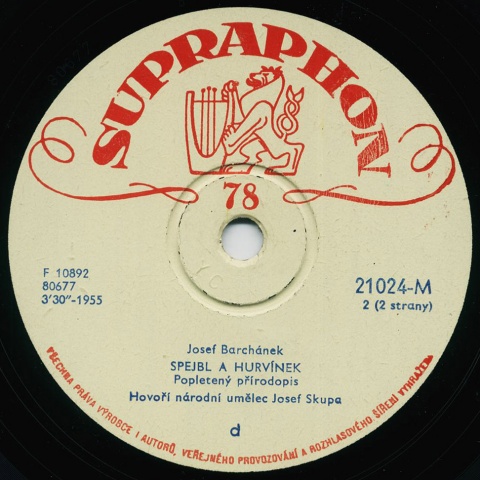 SUPRAPHON
78
F 10892
80677
3'30"-1955
21024-M
2 (2 strany)
Josef Barchánek
SPEJBL A HURVÍNEK
Popletený přírodopis
Hovoří národní umělec Josef Skupa
d
VŠECHNA PRÁVA VÝROBCE I AUTORŮ, VEŘEJNÉHO PROVOZOVÁNÍ A ROZHLASOVÉHO ŠÍŘENÍ VYHRAŽENA